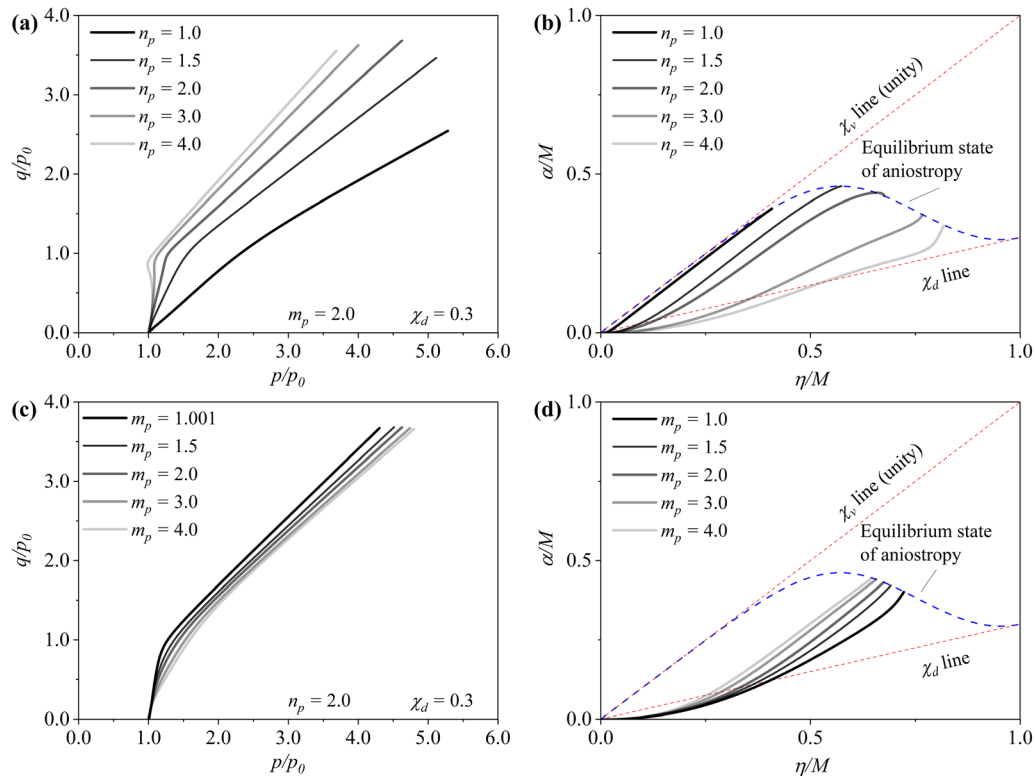 (a)
4.0
3.0
2.0
1.0
0.0
q/p0
n_p = 1.0
n_p = 1.5
n_p = 2.0
n_p = 3.0
n_p = 4.0
m_p = 2.0
χ_d = 0.3
0.0
1.0
2.0
3.0
4.0
5.0
6.0
p/p0
(b)
1.0
0.5
0.0
α/M
n_p = 1.0
n_p = 1.5
n_p = 2.0
n_p = 3.0
n_p = 4.0
χ_v line (unity)
Equilibrium state
of aniostropy
χ_d line
0.0
0.5
1.0
η/M
(c)
4.0
3.0
2.0
1.0
0.0
q/p0
m_p = 1.001
m_p = 1.5
m_p = 2.0
m_p = 3.0
m_p = 4.0
n_p = 2.0
χ_d = 0.3
0.0
1.0
2.0
3.0
4.0
5.0
6.0
p/p0
(d)
1.0
0.5
0.0
α/M
m_p = 1.0
m_p = 1.5
m_p = 2.0
m_p = 3.0
m_p = 4.0
χ_v line (unity)
Equilibrium state
of aniostropy
χ_d line
0.0
0.5
1.0
η/M